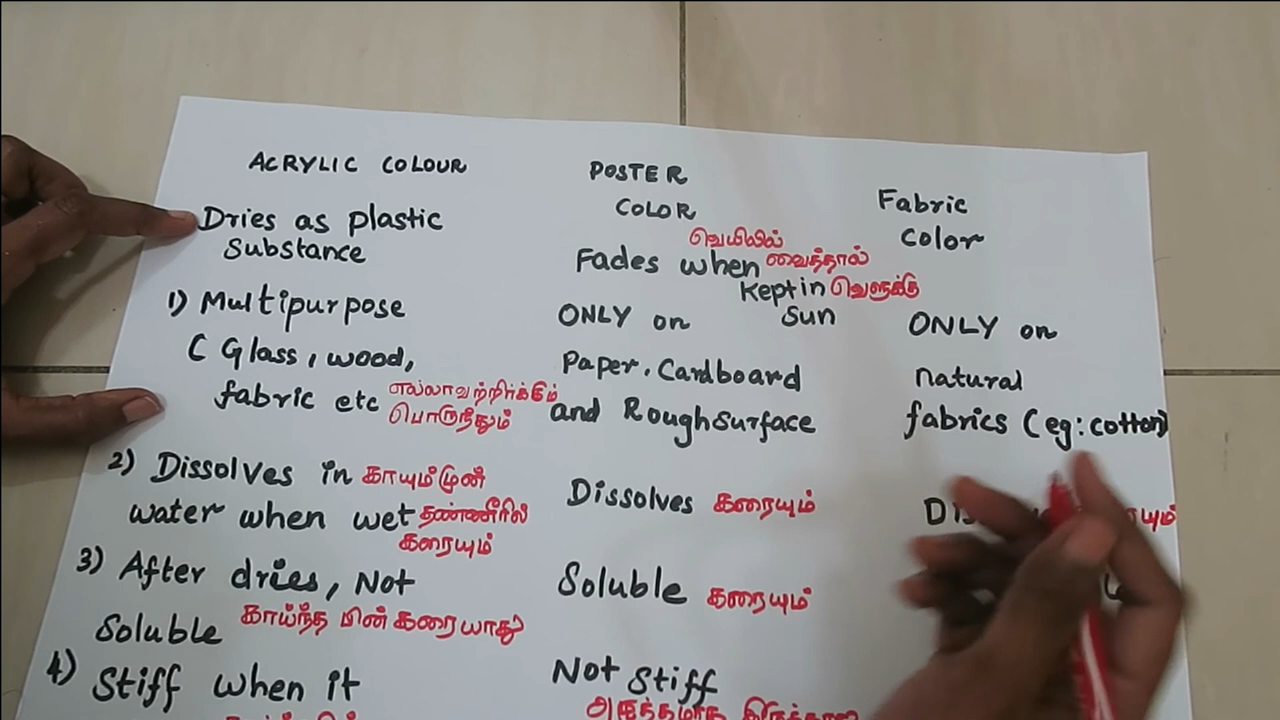 ACRYLIC COLOUR
POSTER
COLOR
Fabric
color
Dries as plastic
Substance
வெயிலில்
Fades when வைத்தால்
Kept in வெளுக்கு
Sun
1) Multipurpose
( Glass, wood,
fabric etc எல்லாவற்றிர்க்கும்
பொருந்தும்
ONLY on
Paper, Cardboard
and Rough surface
ONLY on
natural
fabrics (eg: cotton)
2) Dissolves in காயும்முன்
water when wet தண்ணீரில்
கரையும்
Dissolves கரையும்
3) After dries, Not
Soluble காய்ந்த பின் கரையாது
Soluble கரையும்
4) Stiff when it
Not Stiff